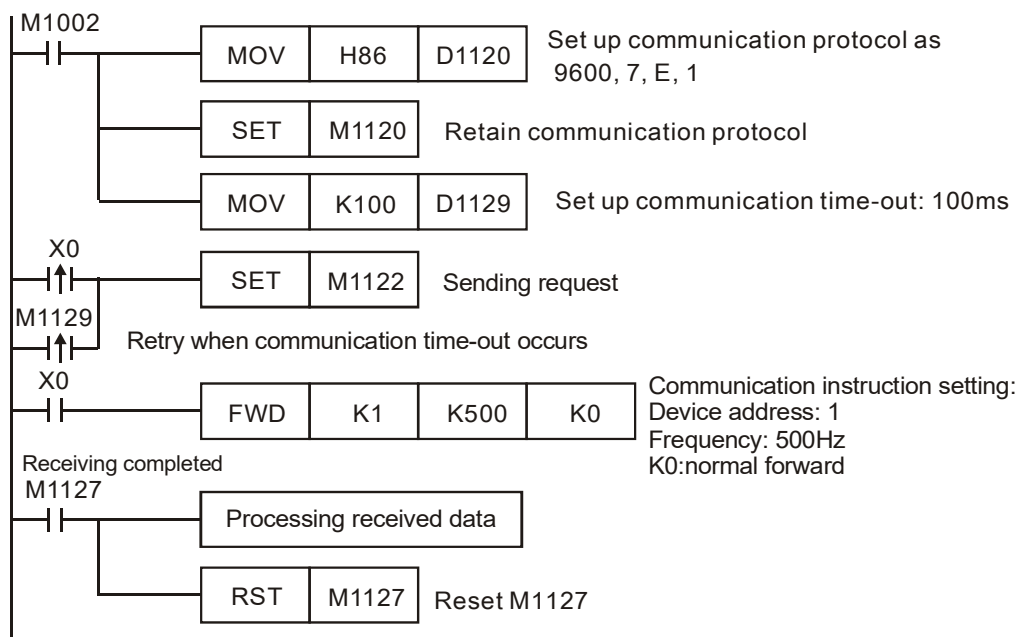 M1002
MOV H86 D1120 Set up communication protocol as
9600, 7, E, 1
SET M1120 Retain communication protocol
MOV K100 D1129 Set up communication time-out: 100ms
X0
SET M1122 Sending request
M1129
Retry when communication time-out occurs
X0
FWD K1 K500 K0
Communication instruction setting:
Device address: 1
Frequency: 500Hz
K0:normal forward
Receiving completed
M1127
Processing received data
RST M1127 Reset M1127